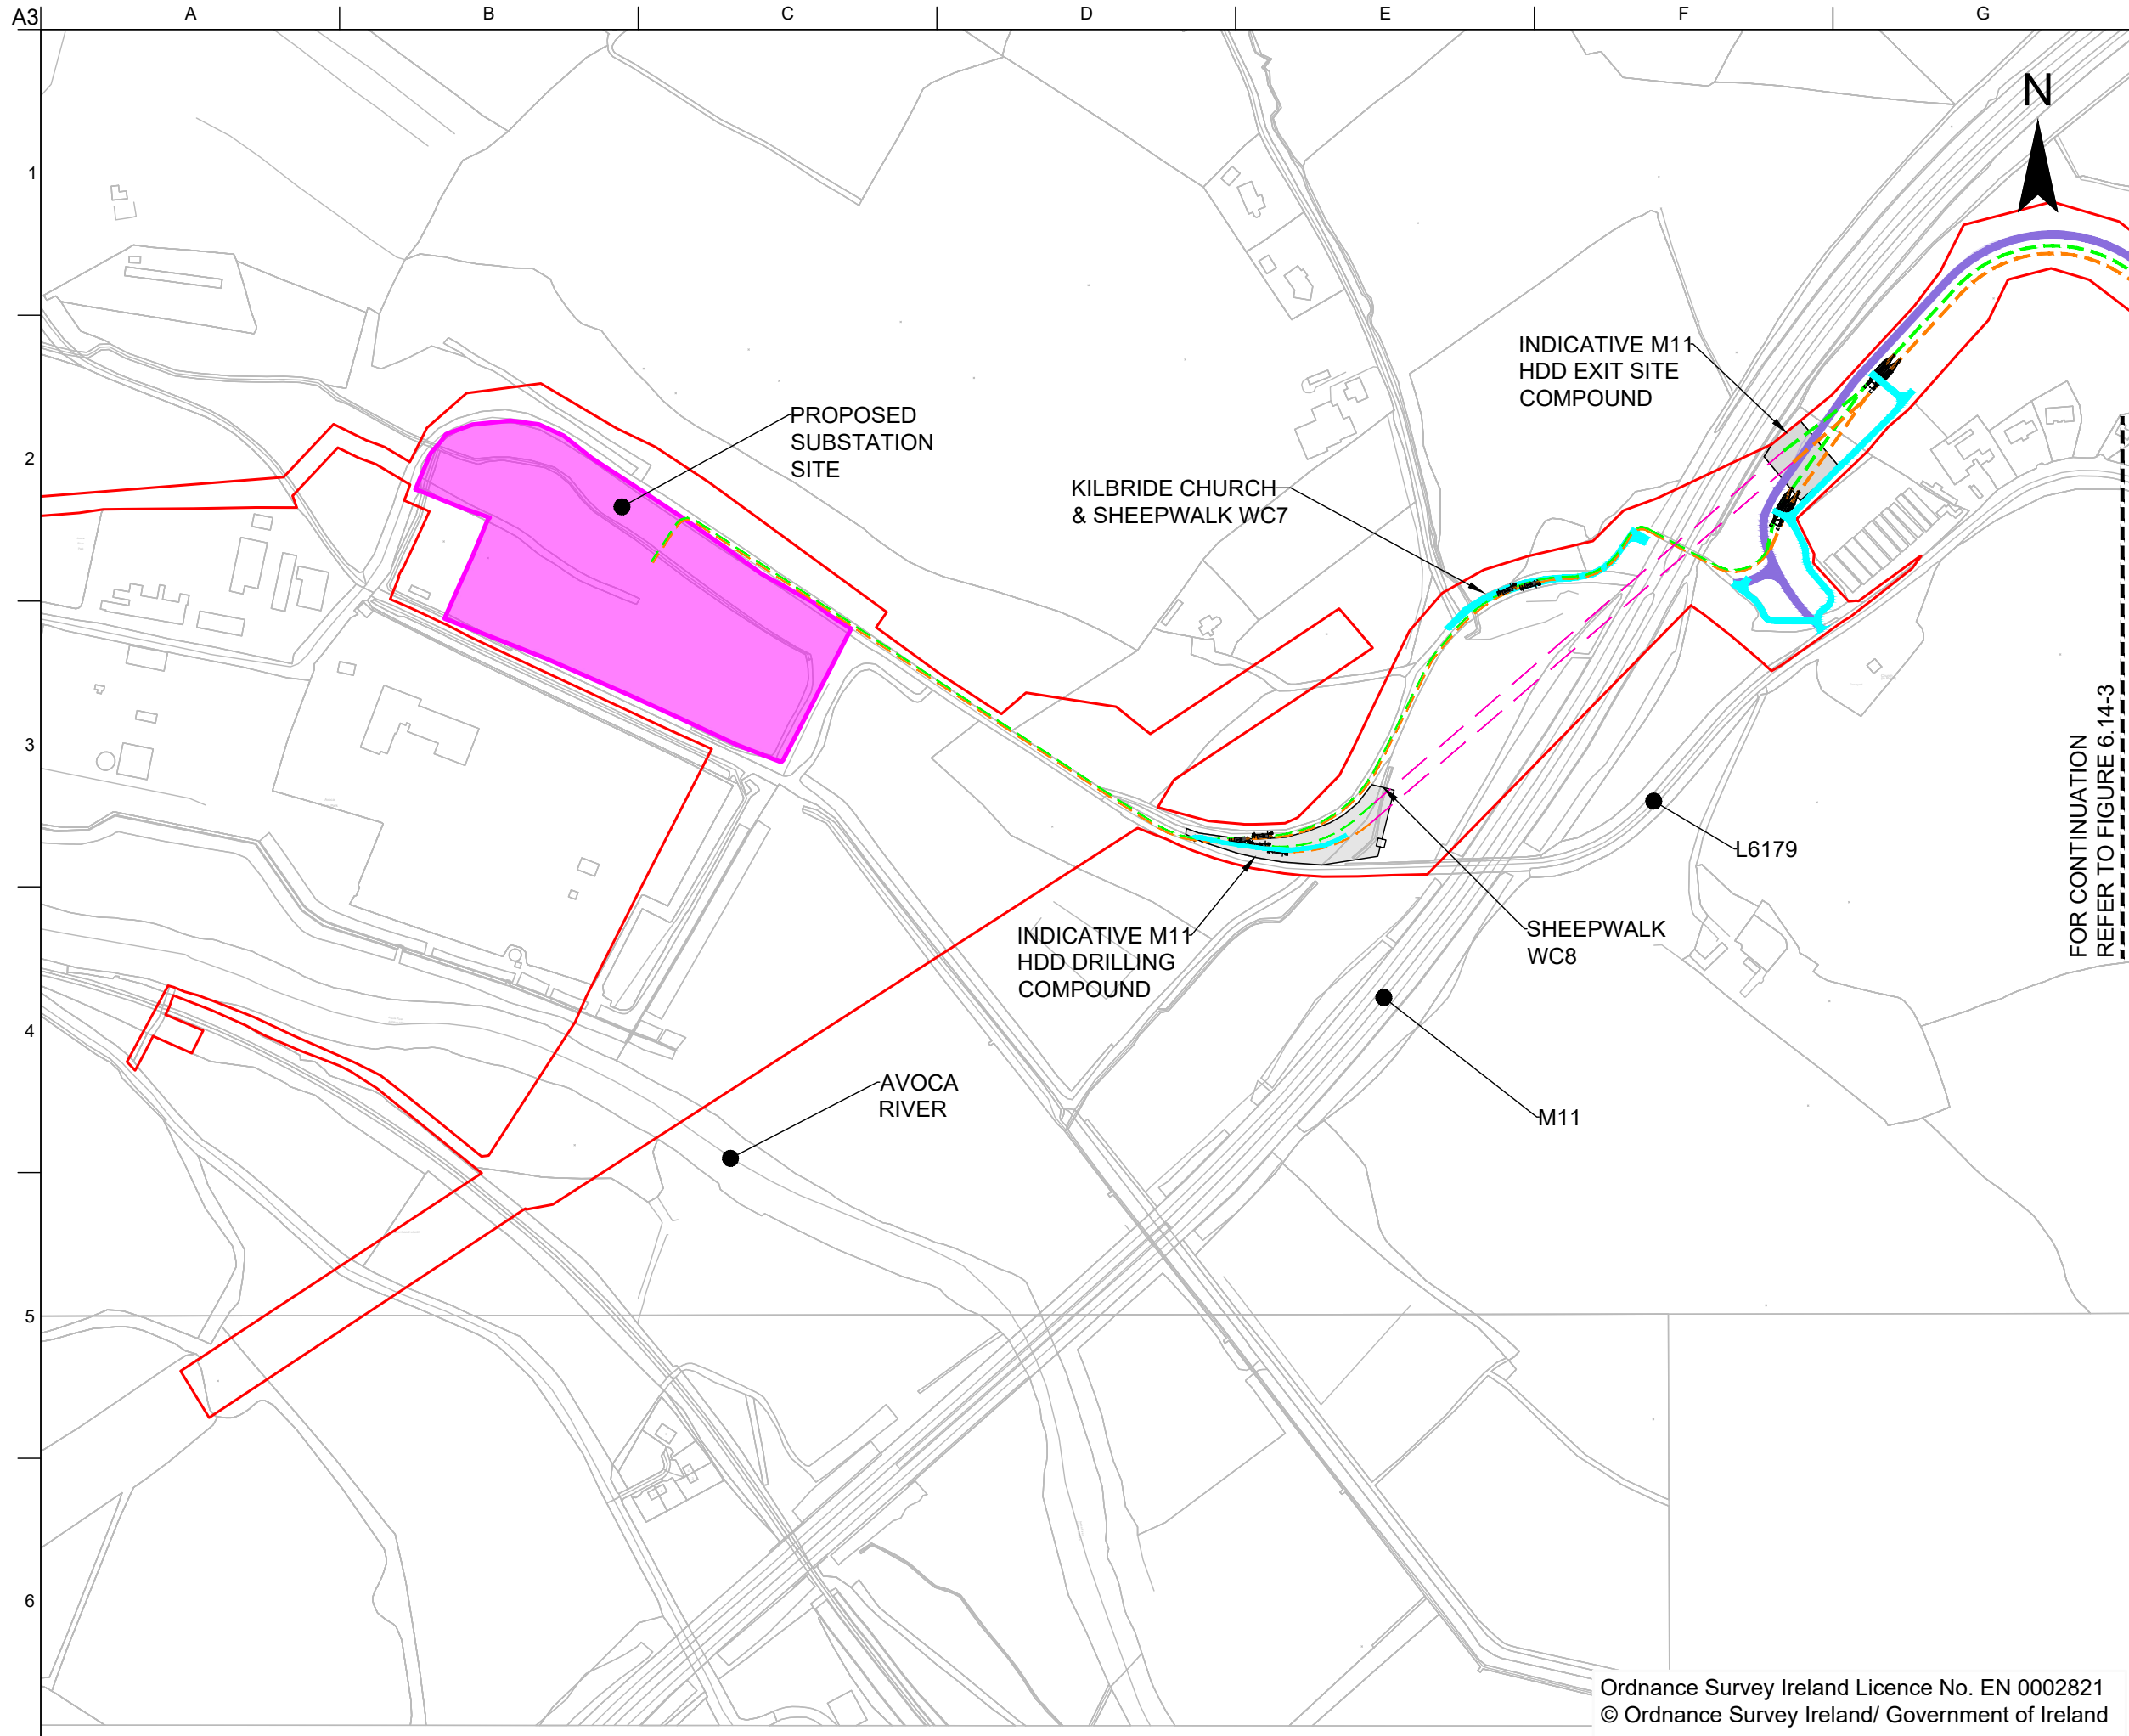 A3
A
B
C
D
E
F
G
1
2
3
4
5
6
N
PROPOSED
SUBSTATION
SITE
INDICATIVE M11
HDD EXIT SITE
COMPOUND
KILBRIDE CHURCH
& SHEEPWALK WC7
FOR CONTINUATION
REFER TO FIGURE 6.14-3
L6179
INDICATIVE M11
HDD DRILLING
COMPOUND
SHEEPWALK
WC8
M11
AVOCA
RIVER
Ordnance Survey Ireland Licence No. EN 0002821
© Ordnance Survey Ireland/ Government of Ireland